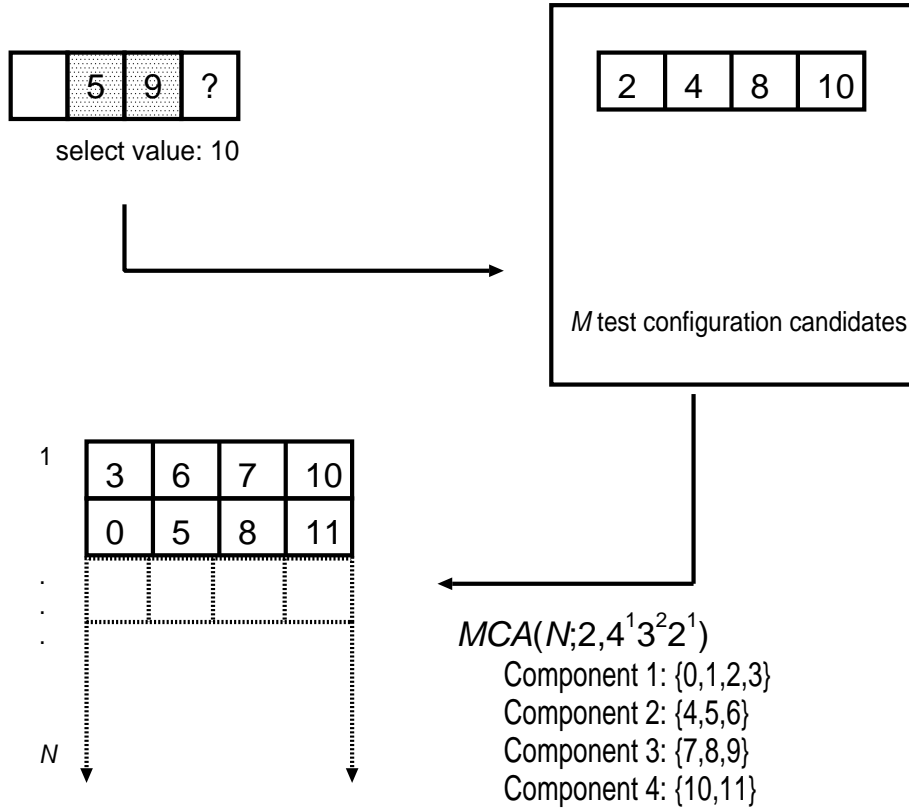 5 9 ?
select value: 10
2 4 8 10
M test configuration candidates
1
3 6 7 10
0 5 8 11
.
.
.
N
MCA(N;2,4¹3²2¹)
Component 1: {0,1,2,3}
Component 2: {4,5,6}
Component 3: {7,8,9}
Component 4: {10,11}